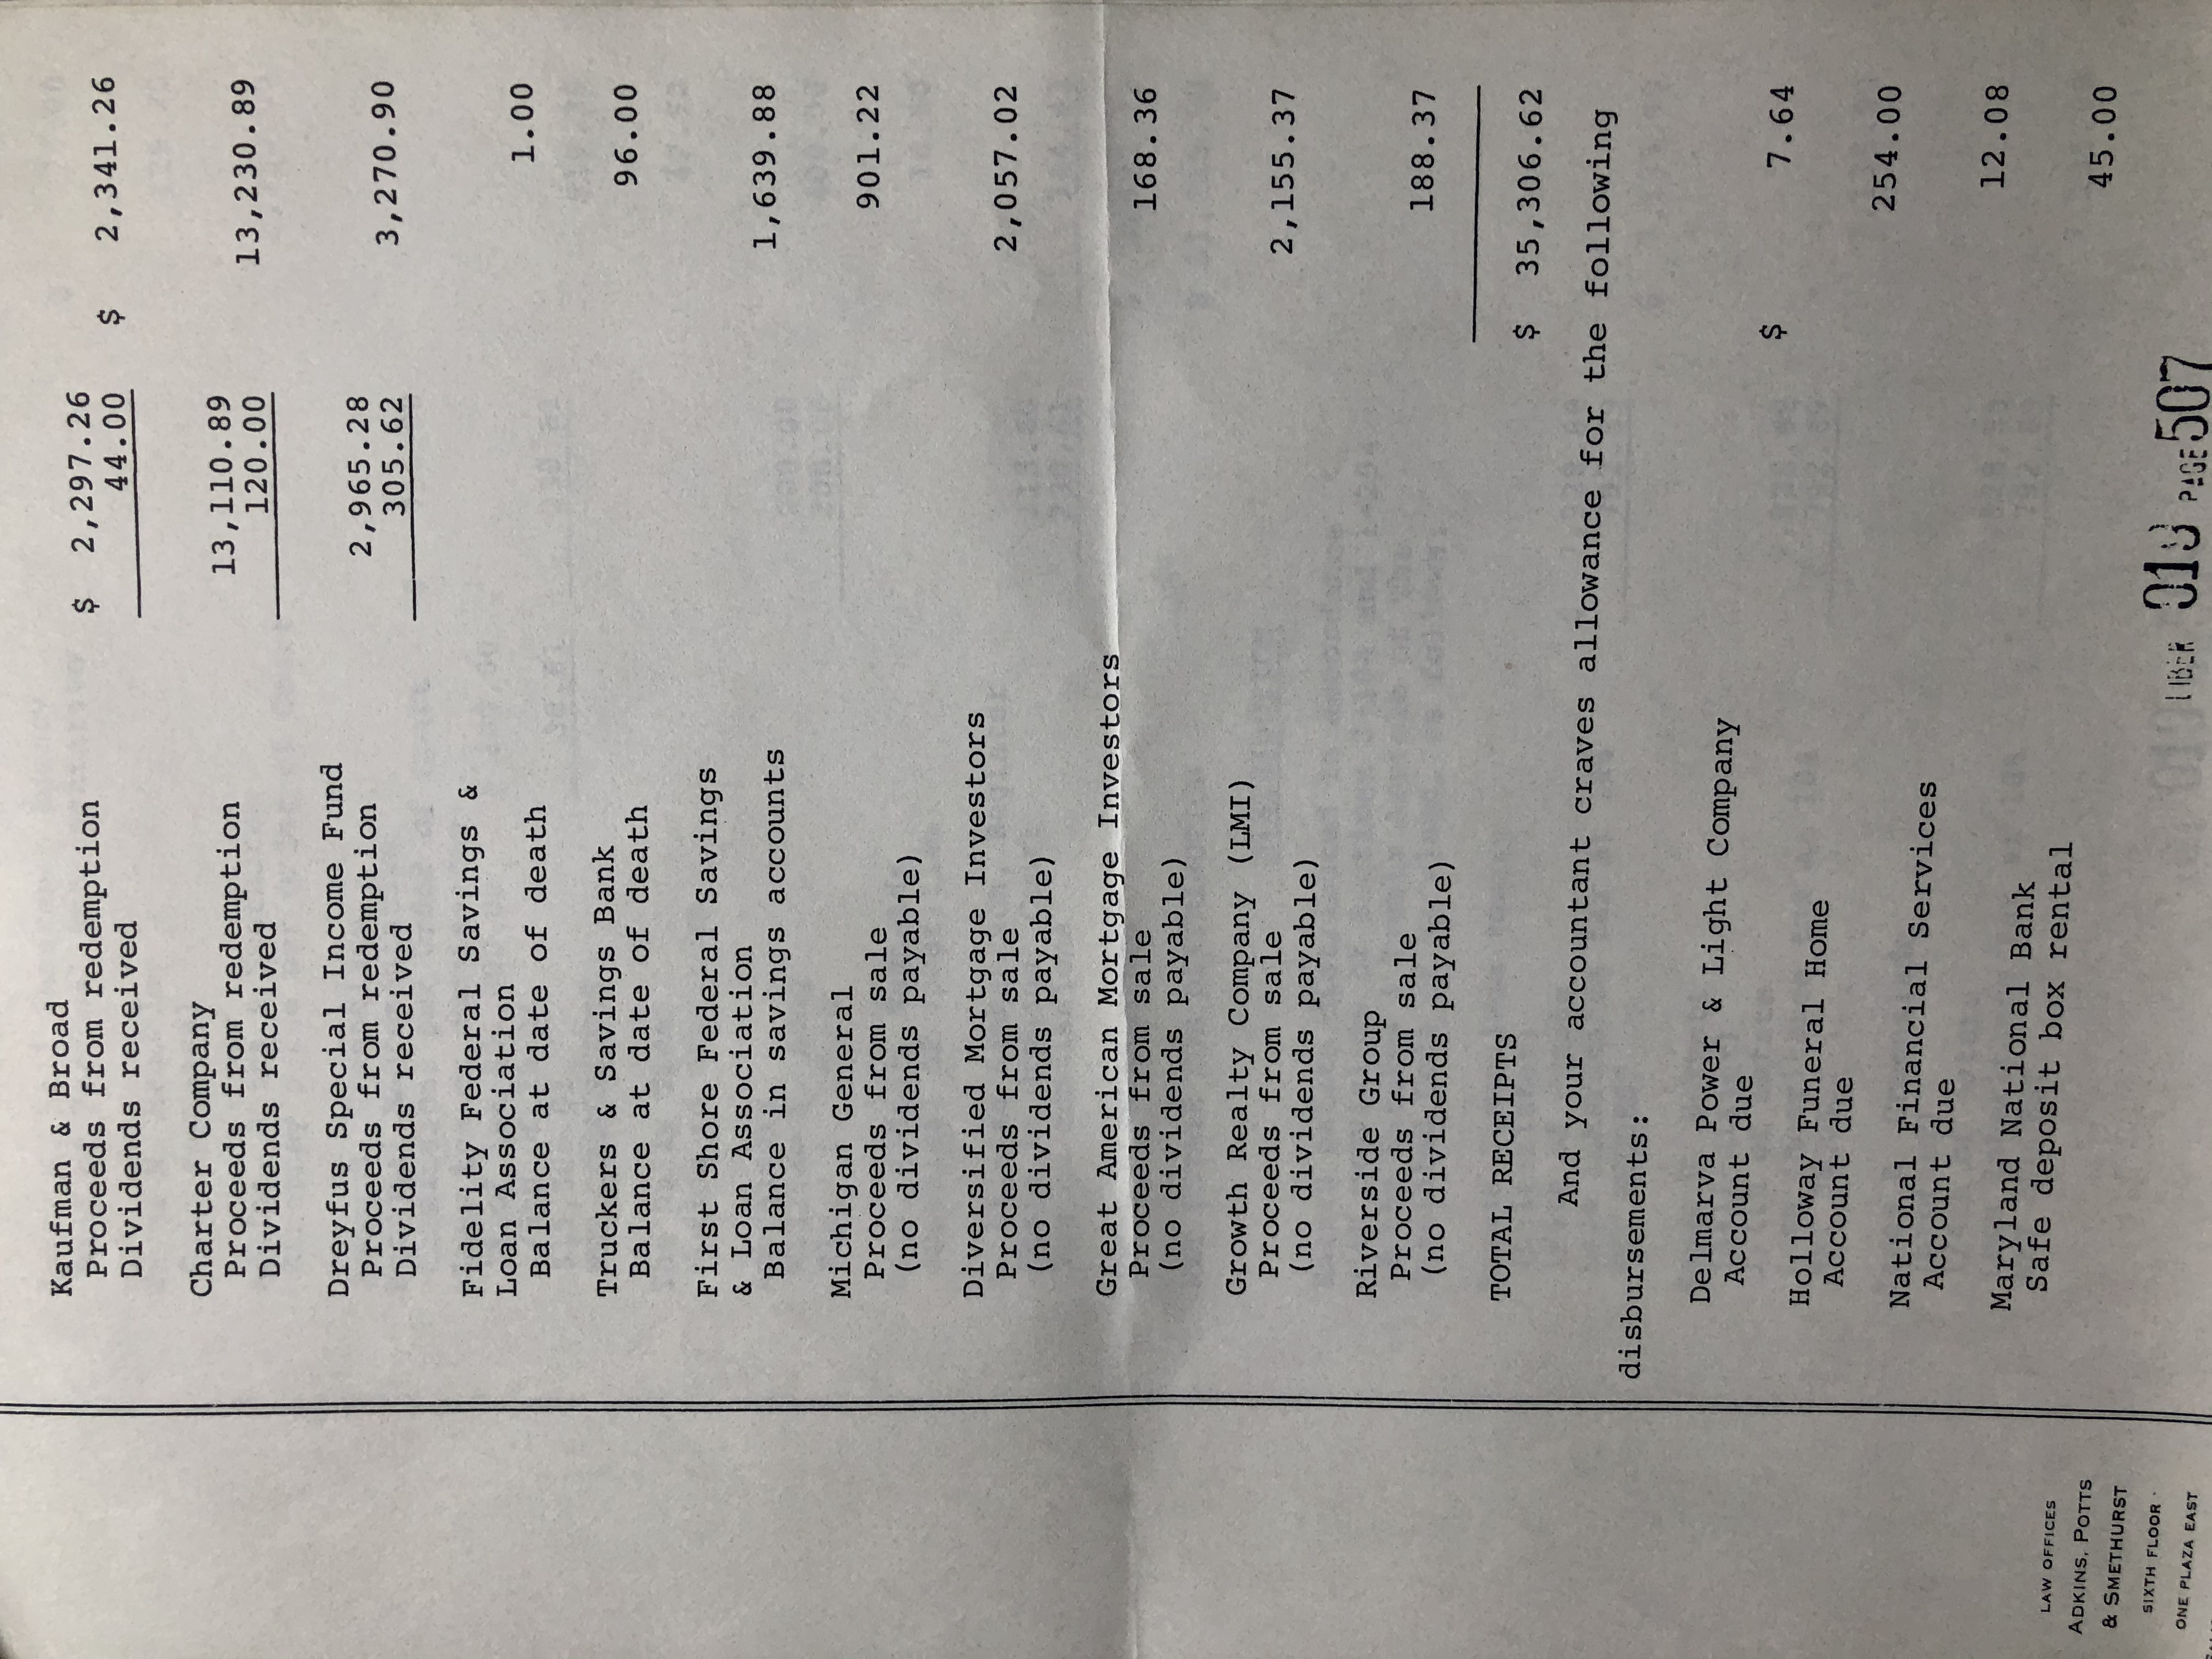 Kaufman & Broad
Proceeds from redemption $ 2,297.26
Dividends received 44.00 $ 2,341.26
Charter Company
Proceeds from redemption 13,110.89
Dividends received 120.00 13,230.89
Dreyfus Special Income Fund
Proceeds from redemption 2,965.28
Dividends received 305.62 3,270.90
Fidelity Federal Savings &
Loan Association
Balance at date of death 1.00
Truckers & Savings Bank
Balance at date of death 96.00
First Shore Federal Savings
& Loan Association
Balance in savings accounts 1,639.88
Michigan General
Proceeds from sale 901.22
(no dividends payable)
Diversified Mortgage Investors
Proceeds from sale 2,057.02
(no dividends payable)
Great American Mortgage Investors
Proceeds from sale 168.36
(no dividends payable)
Growth Realty Company (LMI)
Proceeds from sale 2,155.37
(no dividends payable)
Riverside Group
Proceeds from sale
(no dividends payable) 188.37
TOTAL RECEIPTS $ 35,306.62
And your accountant craves allowance for the following
disbursements:
Delmarva Power & Light Company
Account due $ 7.64
Holloway Funeral Home
Account due 254.00
National Financial Services
Account due 12.08
Maryland National Bank
Safe deposit box rental 45.00
LAW OFFICES
ADKINS, POTTS
& SMETHURST
SIXTH FLOOR
ONE PLAZA EAST
LIBER 019 PAGE 507